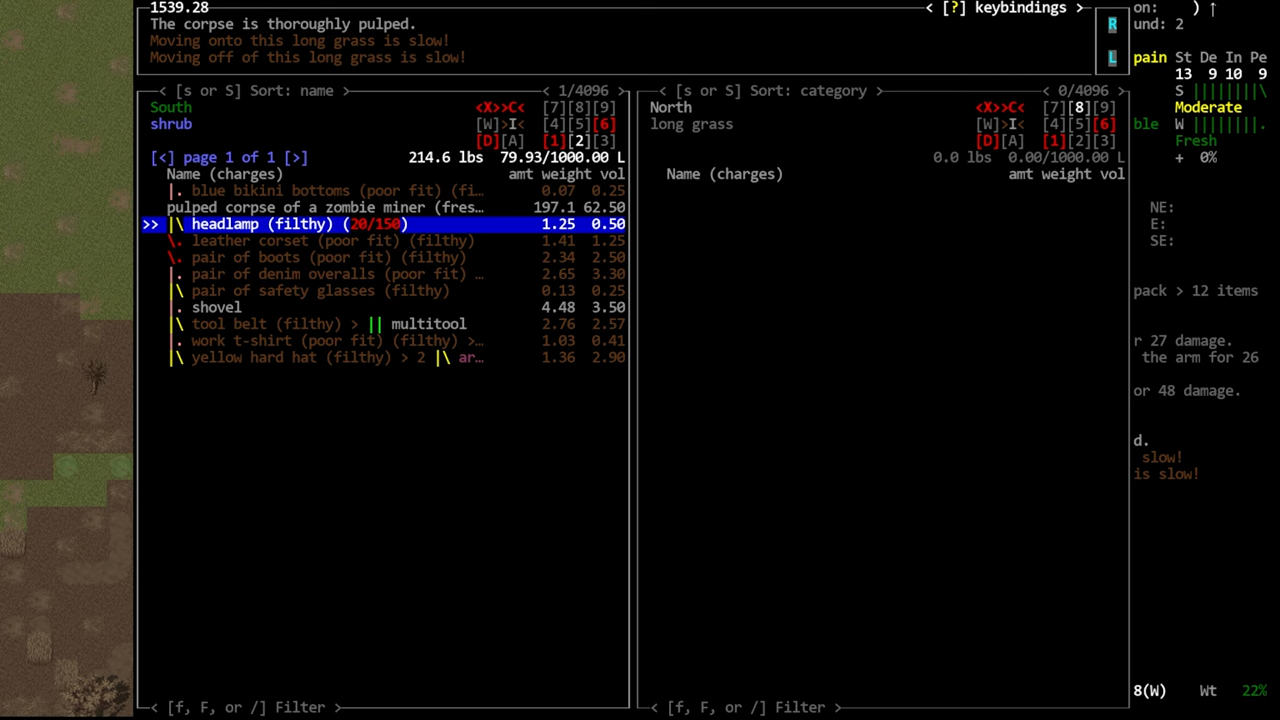 1539.28
< [?] keybindings >
The corpse is thoroughly pulped.
Moving onto this long grass is slow!
Moving off of this long grass is slow!
R
L
on: ) ↑
und: 2
pain St De In Pe
13 9 10 9
S ||||||||\
Moderate
ble W ||||||||.
Fresh
+ 0%
NE:
E:
SE:
pack > 12 items
r 27 damage.
the arm for 26
or 48 damage.
d.
slow!
is slow!
8(W) Wt 22%
< [s or S] Sort: name > < 1/4096 >
South <X>>C< [7][8][9]
shrub [W]>I< [4][5][6]
[D][A] [1][2][3]
[<] page 1 of 1 [>] 214.6 lbs 79.93/1000.00 L
Name (charges) amt weight vol
|. blue bikini bottoms (poor fit) (fi… 0.07 0.25
pulped corpse of a zombie miner (fres… 197.1 62.50
>> |\ headlamp (filthy) (20/150) 1.25 0.50
\. leather corset (poor fit) (filthy) 1.41 1.25
\. pair of boots (poor fit) (filthy) 2.34 2.50
|. pair of denim overalls (poor fit) … 2.65 3.30
|\ pair of safety glasses (filthy) 0.13 0.25
|. shovel 4.48 3.50
|\ tool belt (filthy) > || multitool 2.76 2.57
|. work t-shirt (poor fit) (filthy) >… 1.03 0.41
|\ yellow hard hat (filthy) > 2 |\ ar… 1.36 2.90
< [f, F, or /] Filter >
< [s or S] Sort: category > < 0/4096 >
North <X>>C< [7][8][9]
long grass [W]>I< [4][5][6]
[D][A] [1][2][3]
0.0 lbs 0.00/1000.00 L
Name (charges) amt weight vol
< [f, F, or /] Filter >